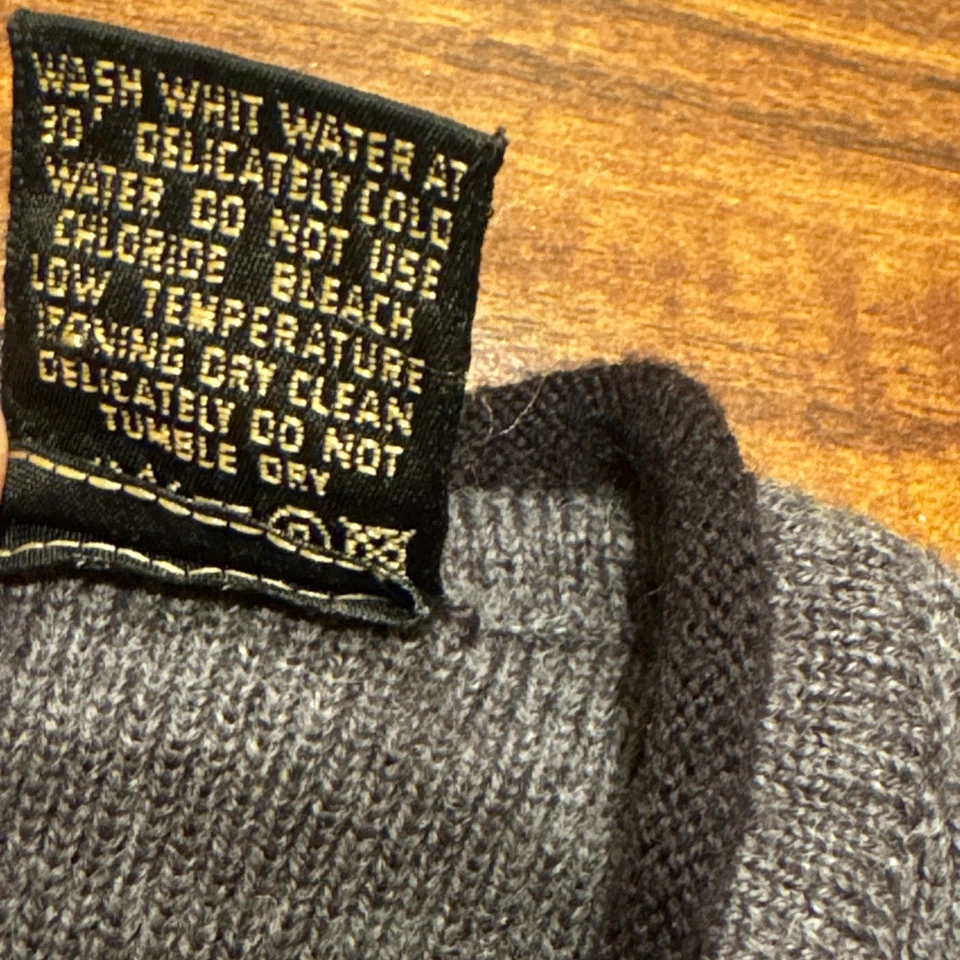 WASH WHIT WATER AT
30° DELICATELY COLD
WATER DO NOT USE
CHLORIDE BLEACH
LOW TEMPERATURE
DRY CLEAN
DELICATELY DO NOT
TUMBLE DRY